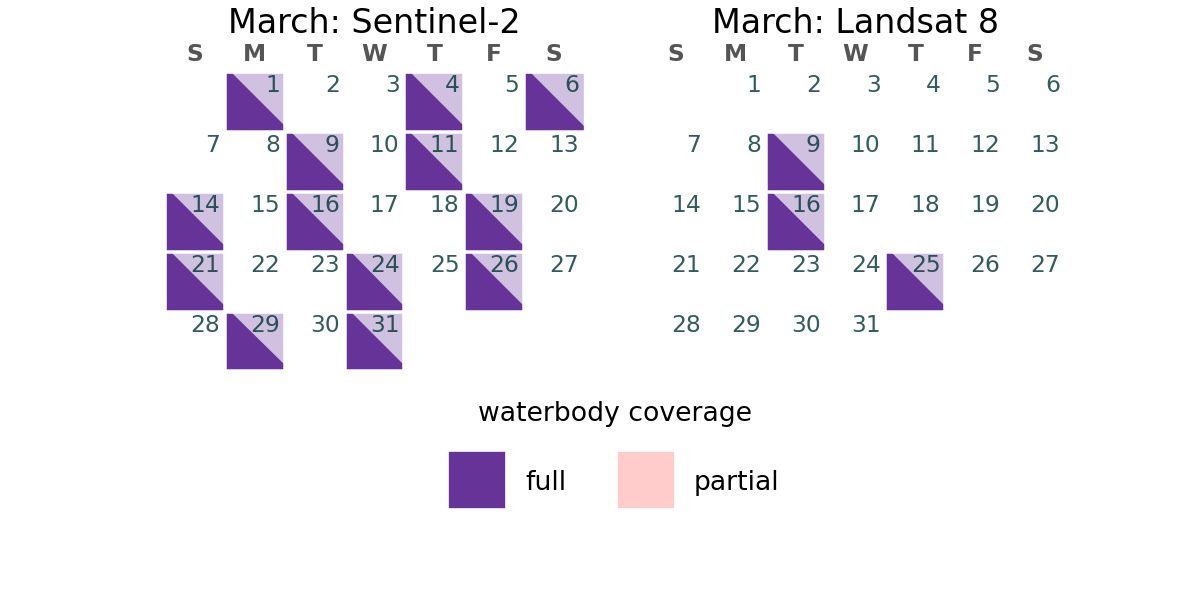 March: Sentinel-2
S M T W T F S
1 2 3 4 5 6
7 8 9 10 11 12 13
14 15 16 17 18 19 20
21 22 23 24 25 26 27
28 29 30 31
March: Landsat 8
S M T W T F S
1 2 3 4 5 6
7 8 9 10 11 12 13
14 15 16 17 18 19 20
21 22 23 24 25 26 27
28 29 30 31
waterbody coverage
full partial